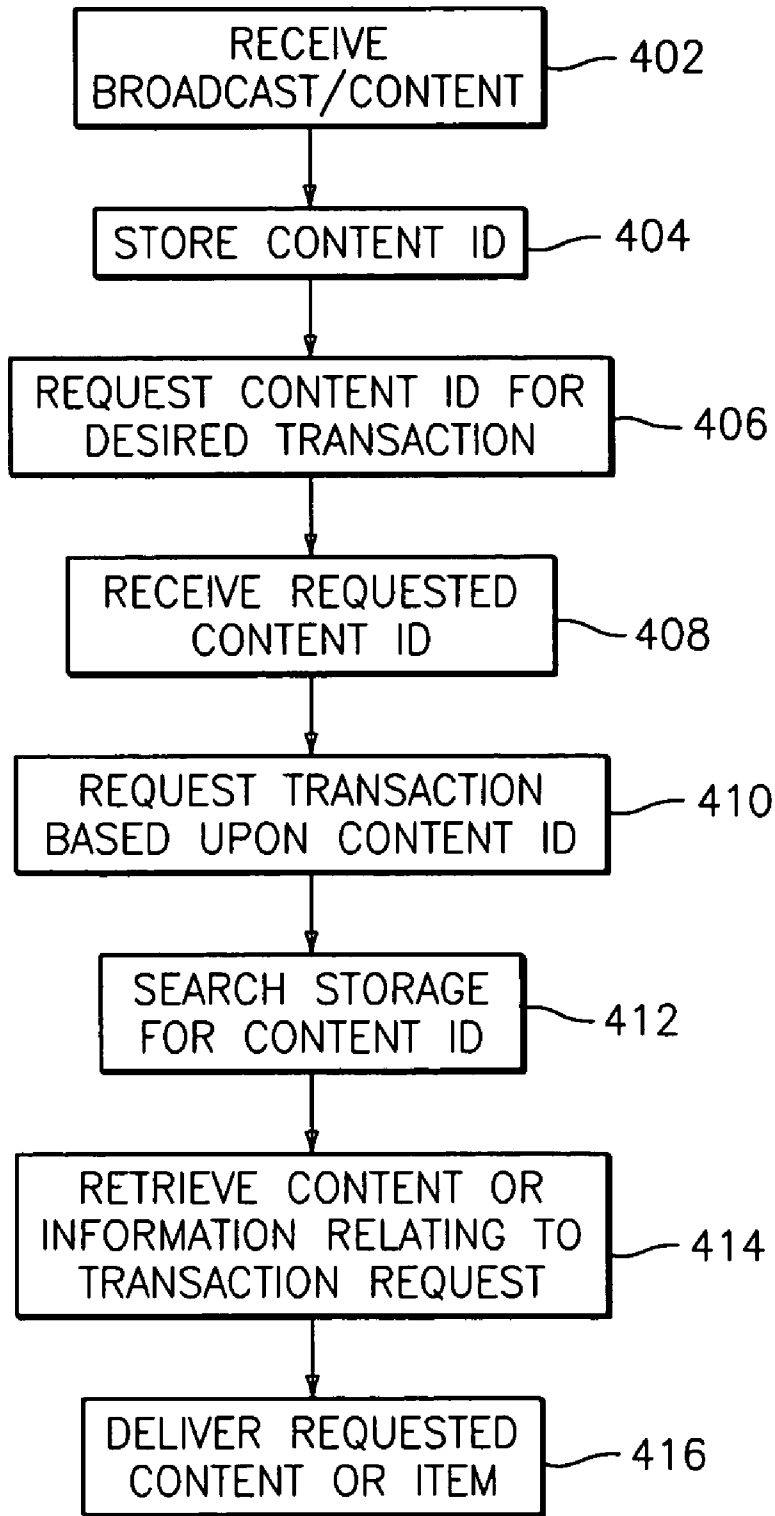 RECEIVE
BROADCAST/CONTENT
402
STORE CONTENT ID
404
REQUEST CONTENT ID FOR
DESIRED TRANSACTION
406
RECEIVE REQUESTED
CONTENT ID
408
REQUEST TRANSACTION
BASED UPON CONTENT ID
410
SEARCH STORAGE
FOR CONTENT ID
412
RETRIEVE CONTENT OR
INFORMATION RELATING TO
TRANSACTION REQUEST
414
DELIVER REQUESTED
CONTENT OR ITEM
416